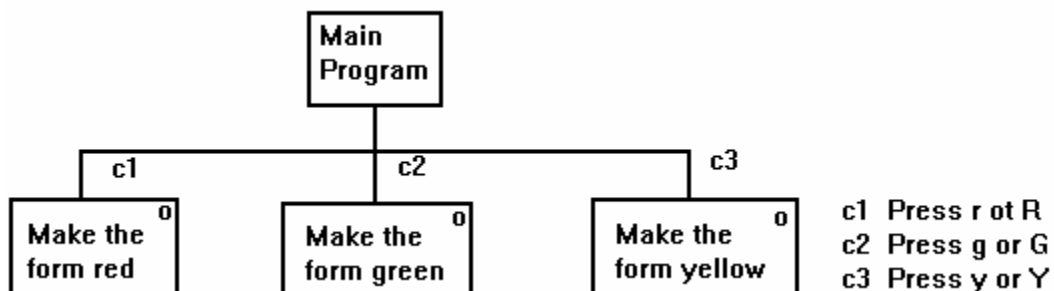 Main
Program
c1
c2
c3
o
Make the
form red
o
Make the
form green
o
Make the
form yellow
c1 Press r ot R
c2 Press g or G
c3 Press y or Y